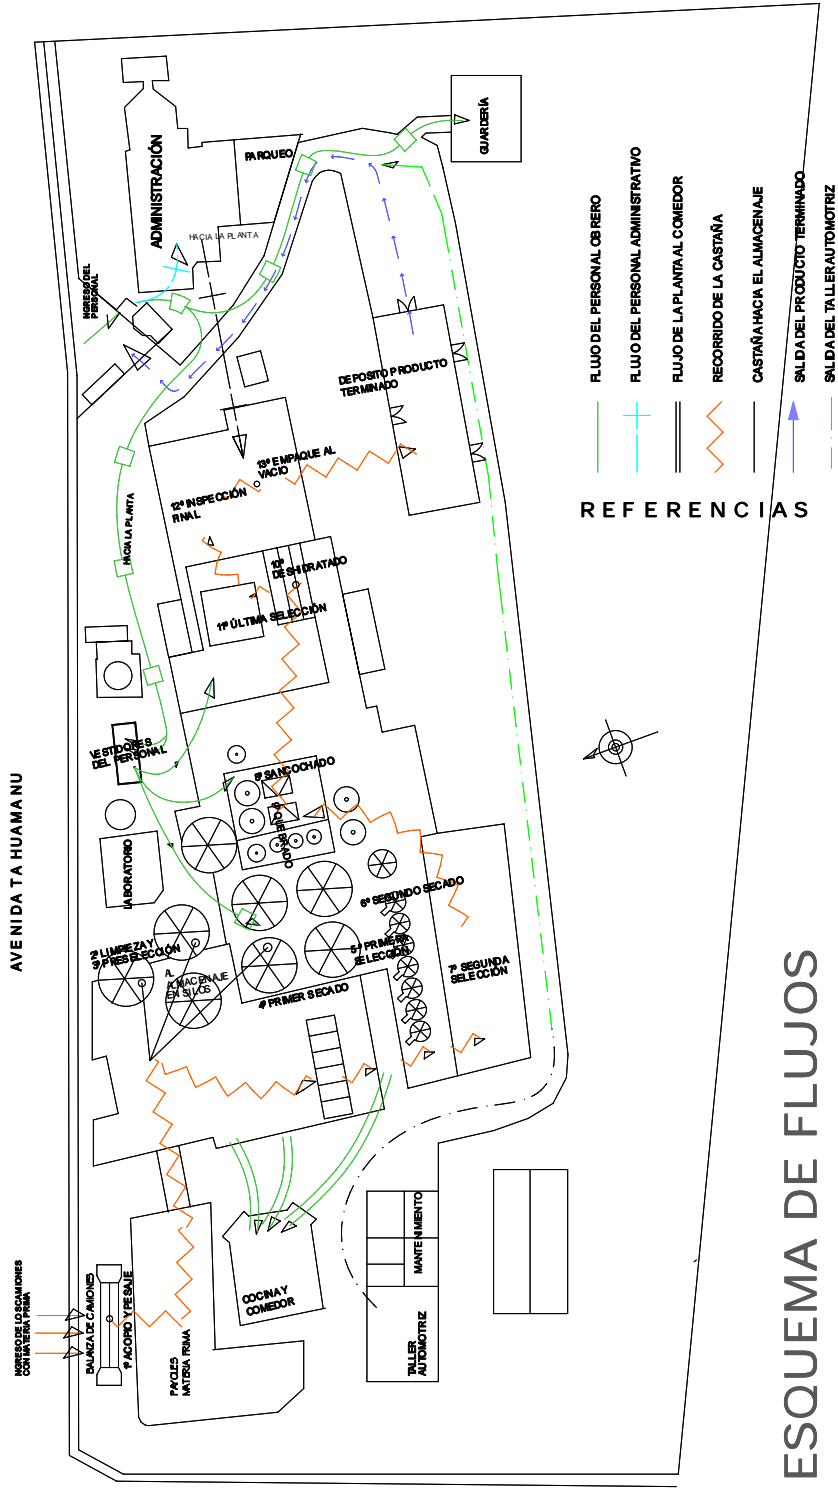 ESQUEMA DE FLUJOS
AVENIDA TAHUAMANU
INGRESO DE LOS CAMIONES
CON MATERIA PRIMA
BALANZA DE CAMIONES
1º ACOPIO Y PESAJE
PAYOLES
MATERIA PRIMA
COCINA Y
COMEDOR
TALLER
AUTOMOTRIZ
MANTENIMIENTO
2º LIMPIEZA Y
3º PRESELECCIÓN
AL
ALMACENAJE
EN SILOS
4º PRIMER SECADO
5º PRIMERA
SELECCIÓN
6º SEGUNDO SECADO
7º SEGUNDA
SELECCIÓN
LABORATORIO
8º SANCOCHADO
9º QUEBRADO
VESTIDORES
DEL PERSONAL
HACIA LA PLANTA
10º
DESHIDRATADO
11º ÚLTIMA SELECCIÓN
12º INSPECCIÓN
FINAL
13º EMPAQUE AL
VACIO
DEPOSITO PRODUCTO
TERMINADO
INGRESO DEL
PERSONAL
HACIA LA PLANTA
ADMINISTRACIÓN
PARQUEO
GUARDERÍA
REFERENCIAS
FLUJO DEL PERSONAL OBRERO
FLUJO DEL PERSONAL ADMINISTRATIVO
FLUJO DE LA PLANTA AL COMEDOR
RECORRIDO DE LA CASTAÑA
CASTAÑA HACIA EL ALMACENAJE
SALIDA DEL PRODUCTO TERMINADO
SALIDA DEL TALLER AUTOMOTRIZ